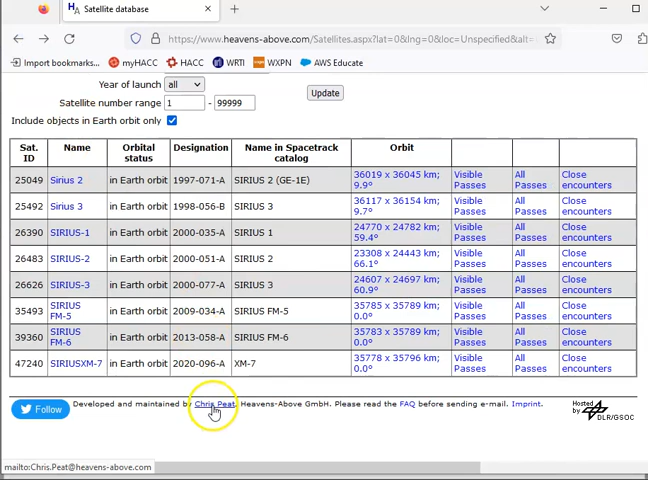 Satellite database
https://www.heavens-above.com/Satellites.aspx?lat=0&lng=0&loc=Unspecified&alt=
Import bookmarks... myHACC HACC WRTI WXPN AWS Educate
Year of launch all
Satellite number range 1 - 99999
Update
Include objects in Earth orbit only
Sat. ID Name Orbital status Designation Name in Spacetrack catalog Orbit
25049 Sirius 2 in Earth orbit 1997-071-A SIRIUS 2 (GE-1E) 36019 x 36045 km; 9.9° Visible Passes All Passes Close encounters
25492 Sirius 3 in Earth orbit 1998-056-B SIRIUS 3 36117 x 36154 km; 9.7° Visible Passes All Passes Close encounters
26390 SIRIUS-1 in Earth orbit 2000-035-A SIRIUS 1 24770 x 24782 km; 59.4° Visible Passes All Passes Close encounters
26483 SIRIUS-2 in Earth orbit 2000-051-A SIRIUS 2 23308 x 24443 km; 66.1° Visible Passes All Passes Close encounters
26626 SIRIUS-3 in Earth orbit 2000-077-A SIRIUS 3 24607 x 24697 km; 60.9° Visible Passes All Passes Close encounters
35493 SIRIUS FM-5 in Earth orbit 2009-034-A SIRIUS FM-5 35785 x 35789 km; 0.0° Visible Passes All Passes Close encounters
39360 SIRIUS FM-6 in Earth orbit 2013-058-A SIRIUS FM-6 35783 x 35789 km; 0.0° Visible Passes All Passes Close encounters
47240 SIRIUSXM-7 in Earth orbit 2020-096-A XM-7 35778 x 35796 km; 0.0° Visible Passes All Passes Close encounters
Follow
Developed and maintained by Chris Peat, Heavens-Above GmbH. Please read the FAQ before sending e-mail. Imprint.
Hosted by DLR/GSOC
mailto:Chris.Peat@heavens-above.com